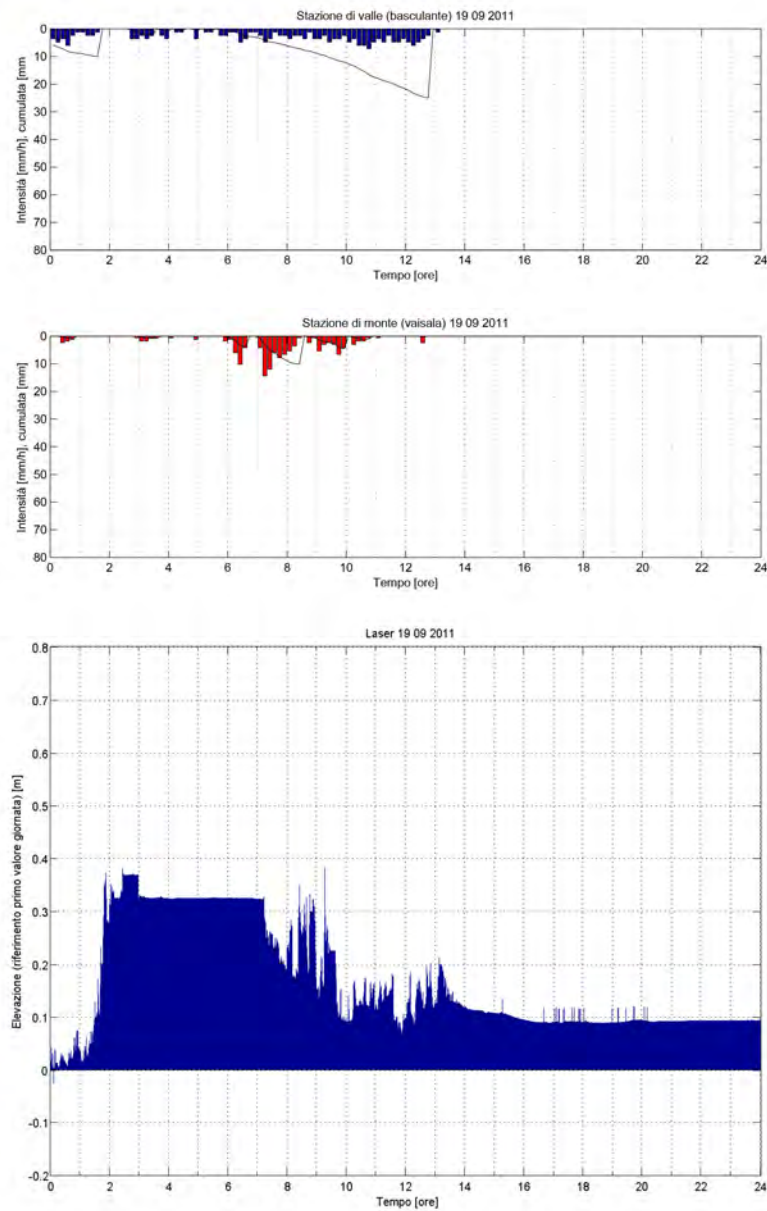 Stazione di valle (basculante) 19 09 2011
Intensità [mm/h], cumulata [mm
0
10
20
30
40
50
60
70
80
0 2 4 6 8 10 12 14 16 18 20 22 24
Tempo [ore]
Stazione di monte (vaisala) 19 09 2011
Intensità [mm/h], cumulata [mm]
0
10
20
30
40
50
60
70
80
0 2 4 6 8 10 12 14 16 18 20 22 24
Tempo [ore]
Laser 19 09 2011
Elevazione (riferimento primo valore giornata) [m]
0.8
0.7
0.6
0.5
0.4
0.3
0.2
0.1
0
-0.1
-0.2
0 2 4 6 8 10 12 14 16 18 20 22 24
Tempo [ore]